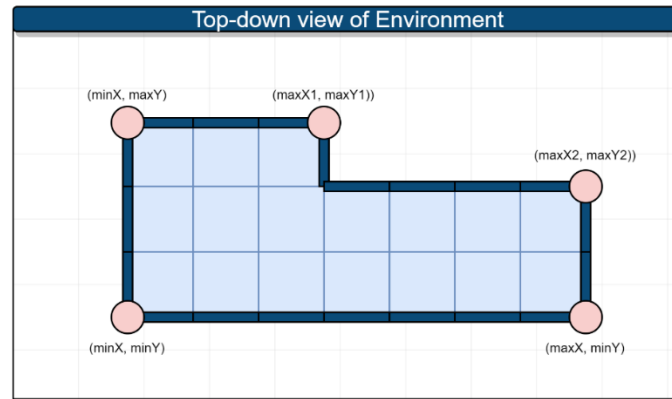 Top-down view of Environment
(minX, maxY)
(maxX1, maxY1))
(maxX2, maxY2))
(minX, minY)
(maxX, minY)